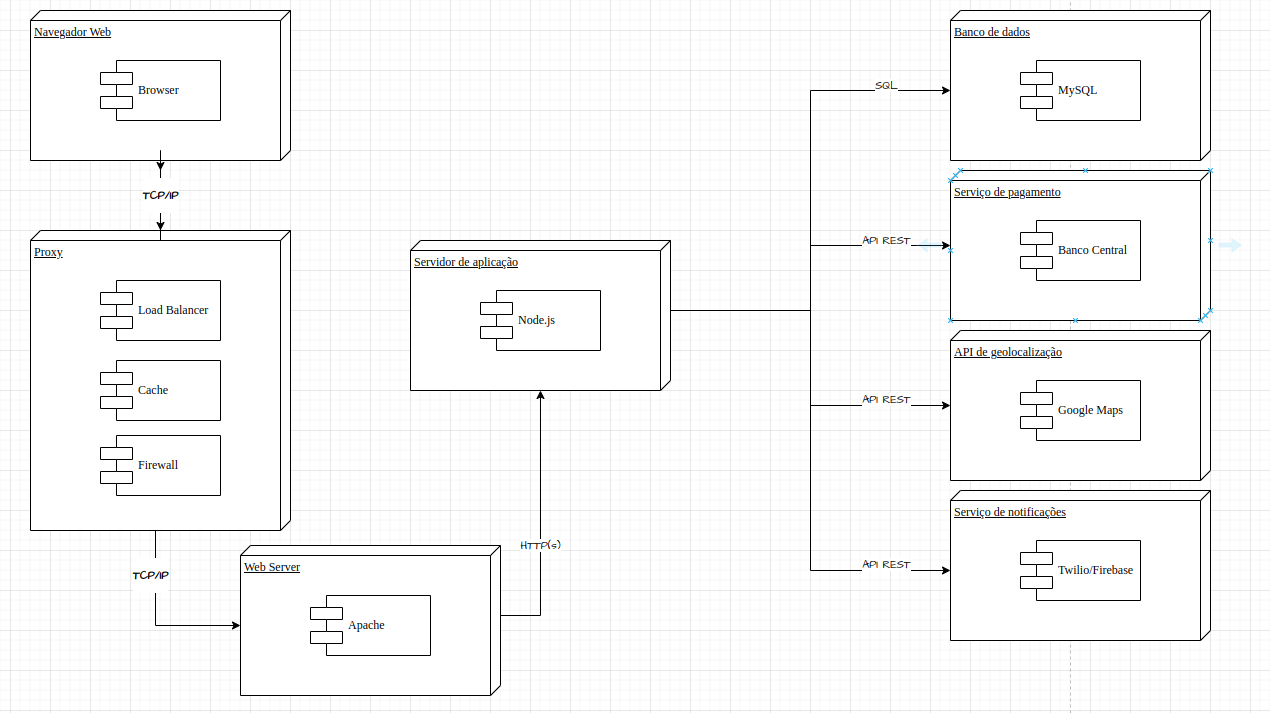 Navegador Web
Browser
TCP/IP
Proxy
Load Balancer
Cache
Firewall
TCP/IP
Web Server
Apache
HTTP(s)
Servidor de aplicação
Node.js
SQL
Banco de dados
MySQL
API REST
Serviço de pagamento
Banco Central
API REST
API de geolocalização
Google Maps
API REST
Serviço de notificações
Twilio/Firebase